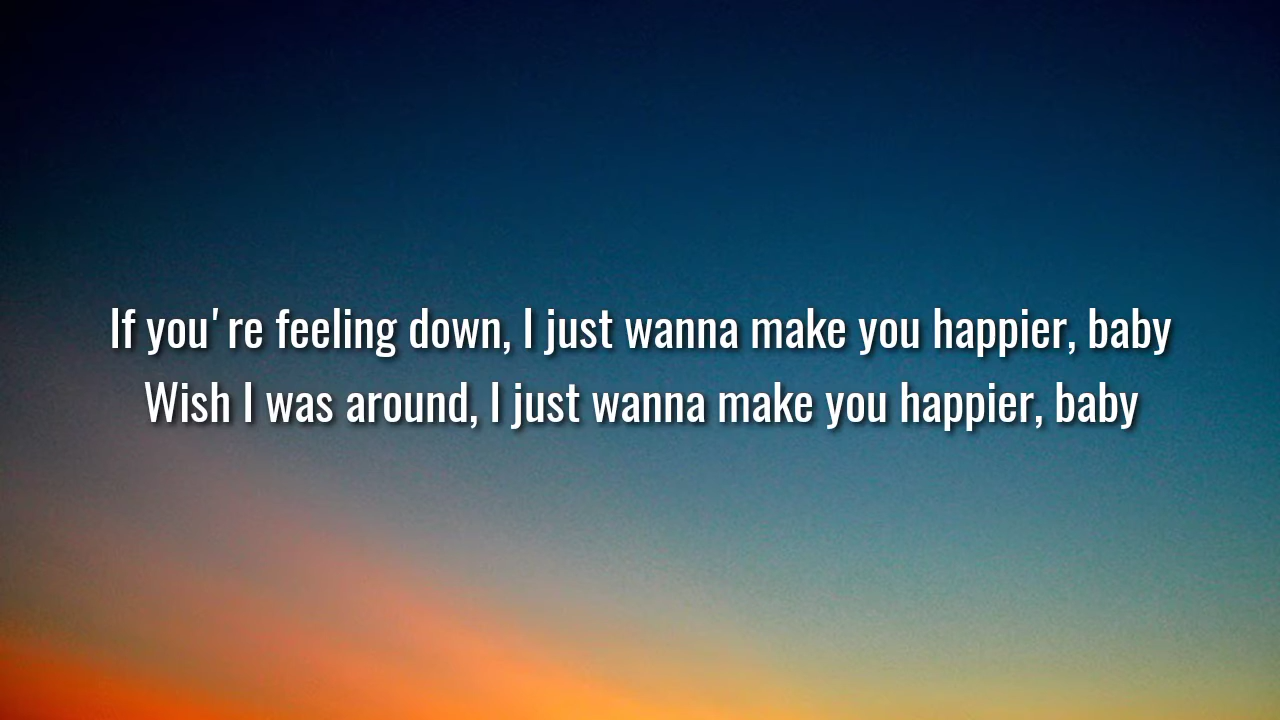 If you're feeling down, I just wanna make you happier, baby
Wish I was around, I just wanna make you happier, baby